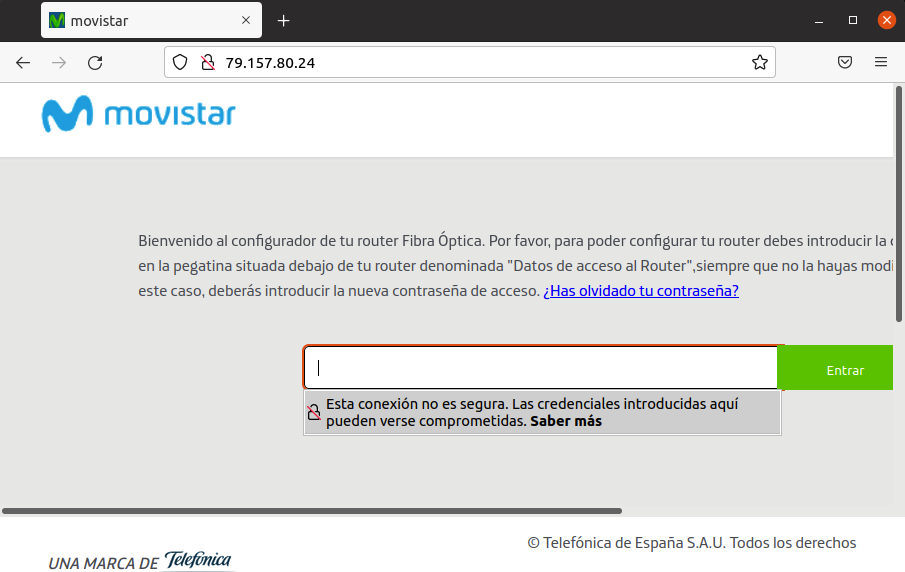 movistar
79.157.80.24
movistar
Bienvenido al configurador de tu router Fibra Óptica. Por favor, para poder configurar tu router debes introducir la
en la pegatina situada debajo de tu router denominada "Datos de acceso al Router",siempre que no la hayas modi
este caso, deberás introducir la nueva contraseña de acceso. ¿Has olvidado tu contraseña?
Entrar
Esta conexión no es segura. Las credenciales introducidas aquí
pueden verse comprometidas. Saber más
© Telefónica de España S.A.U. Todos los derechos
UNA MARCA DE Telefónica